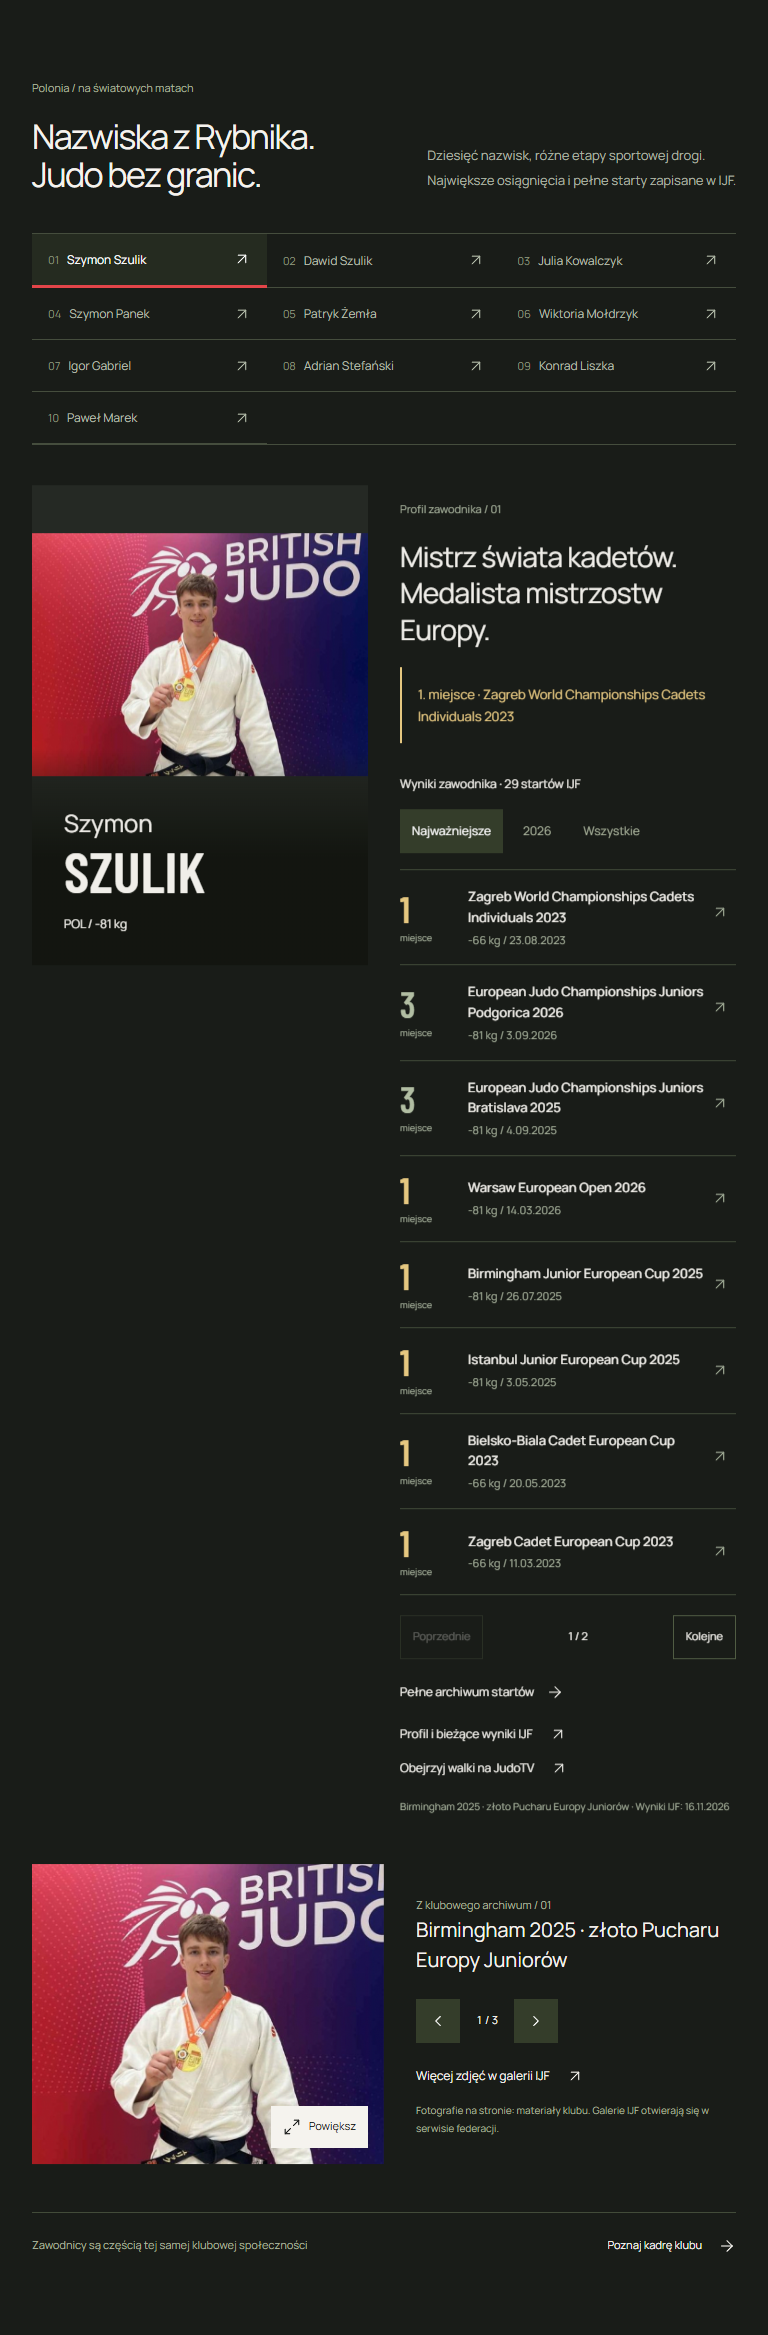 Polonia / na światowych matach
Nazwiska z Rybnika.
Judo bez granic.
Dziesięć nazwisk, różne etapy sportowej drogi.
Największe osiągnięcia i pełne starty zapisane w IJF.
01 Szymon Szulik
02 Dawid Szulik
03 Julia Kowalczyk
04 Szymon Panek
05 Patryk Żemła
06 Wiktoria Mołdrzyk
07 Igor Gabriel
08 Adrian Stefański
09 Konrad Liszka
10 Paweł Marek
BRITISH
JUDO
Szymon
SZULIK
POL / -81 kg
Profil zawodnika / 01
Mistrz świata kadetów.
Medalista mistrzostw
Europy.
1. miejsce · Zagreb World Championships Cadets
Individuals 2023
Wyniki zawodnika · 29 startów IJF
Najważniejsze 2026 Wszystkie
1
miejsce
Zagreb World Championships Cadets
Individuals 2023
-66 kg / 23.08.2023
3
miejsce
European Judo Championships Juniors
Podgorica 2026
-81 kg / 3.09.2026
3
miejsce
European Judo Championships Juniors
Bratislava 2025
-81 kg / 4.09.2025
1
miejsce
Warsaw European Open 2026
-81 kg / 14.03.2026
1
miejsce
Birmingham Junior European Cup 2025
-81 kg / 26.07.2025
1
miejsce
Istanbul Junior European Cup 2025
-81 kg / 3.05.2025
1
miejsce
Bielsko-Biala Cadet European Cup
2023
-66 kg / 20.05.2023
1
miejsce
Zagreb Cadet European Cup 2023
-66 kg / 11.03.2023
Poprzednie 1 / 2 Kolejne
Pełne archiwum startów
Profil i bieżące wyniki IJF
Obejrzyj walki na JudoTV
Birmingham 2025 · złoto Pucharu Europy Juniorów · Wyniki IJF: 16.11.2026
BRITISH
JUDO
Powiększ
Z klubowego archiwum / 01
Birmingham 2025 · złoto Pucharu
Europy Juniorów
1 / 3
Więcej zdjęć w galerii IJF
Fotografie na stronie: materiały klubu. Galerie IJF otwierają się w
serwisie federacji.
Zawodnicy są częścią tej samej klubowej społeczności
Poznaj kadrę klubu